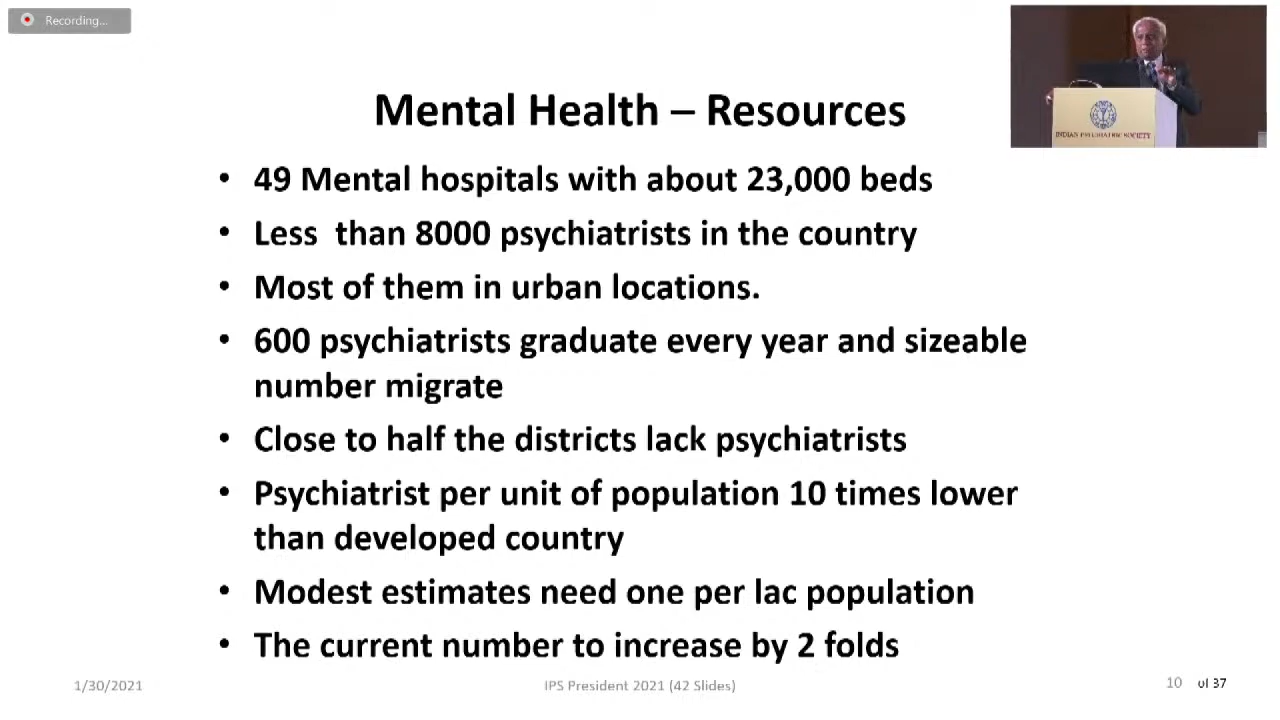 Recording...
INDIAN PSYCHIATRIC SOCIETY
Mental Health – Resources
• 49 Mental hospitals with about 23,000 beds
• Less than 8000 psychiatrists in the country
• Most of them in urban locations.
• 600 psychiatrists graduate every year and sizeable
number migrate
• Close to half the districts lack psychiatrists
• Psychiatrist per unit of population 10 times lower
than developed country
• Modest estimates need one per lac population
• The current number to increase by 2 folds
1/30/2021
IPS President 2021 (42 Slides)
10 of 37